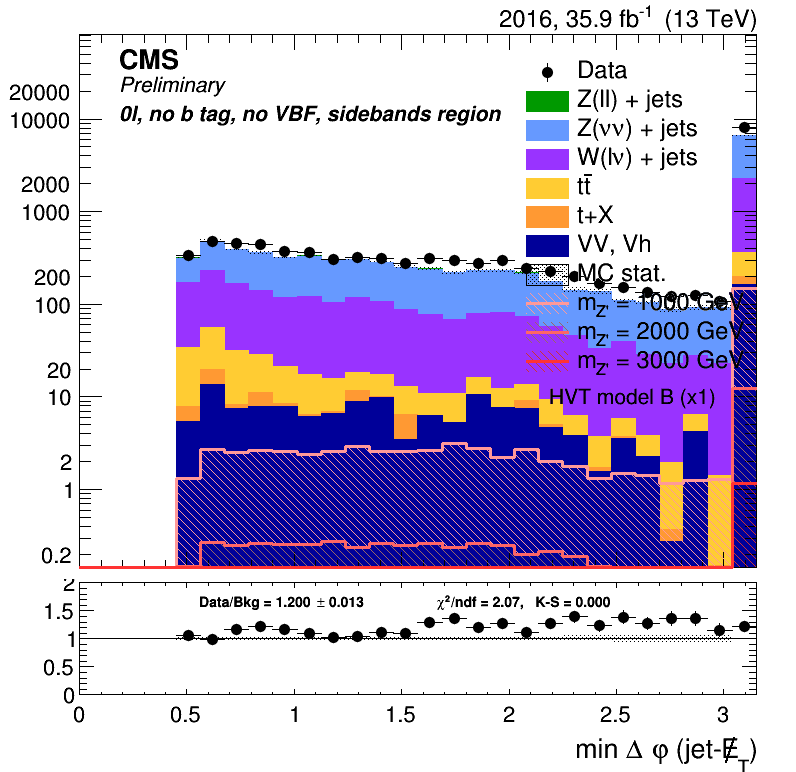 2016, 35.9 fb⁻¹ (13 TeV)
CMS
Preliminary
0l, no b tag, no VBF, sidebands region
Data
Z(ll) + jets
Z(νν) + jets
W(lν) + jets
tt̄
t+X
VV, Vh
MC stat.
m_Z' = 1000 GeV
m_Z' = 2000 GeV
m_Z' = 3000 GeV
HVT model B (x1)
20000
10000
2000
1000
200
100
20
10
2
1
0.2
Data/Bkg = 1.200 ± 0.013
χ²/ndf = 2.07, K-S = 0.000
2
1.5
1
0.5
0
0 0.5 1 1.5 2 2.5 3
min Δ φ (jet-E̸_T)